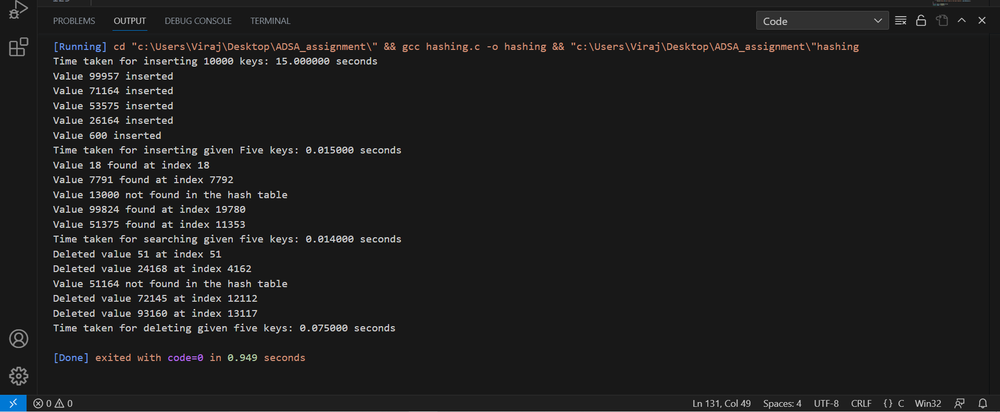 PROBLEMS OUTPUT DEBUG CONSOLE TERMINAL Code
[Running] cd "c:\Users\Viraj\Desktop\ADSA_assignment\" && gcc hashing.c -o hashing && "c:\Users\Viraj\Desktop\ADSA_assignment\"hashing
Time taken for inserting 10000 keys: 15.000000 seconds
Value 99957 inserted
Value 71164 inserted
Value 53575 inserted
Value 26164 inserted
Value 600 inserted
Time taken for inserting given Five keys: 0.015000 seconds
Value 18 found at index 18
Value 7791 found at index 7792
Value 13000 not found in the hash table
Value 99824 found at index 19780
Value 51375 found at index 11353
Time taken for searching given five keys: 0.014000 seconds
Deleted value 51 at index 51
Deleted value 24168 at index 4162
Value 51164 not found in the hash table
Deleted value 72145 at index 12112
Deleted value 93160 at index 13117
Time taken for deleting given five keys: 0.075000 seconds
[Done] exited with code=0 in 0.949 seconds
0 0 Ln 131, Col 49 Spaces: 4 UTF-8 CRLF {} C Win32